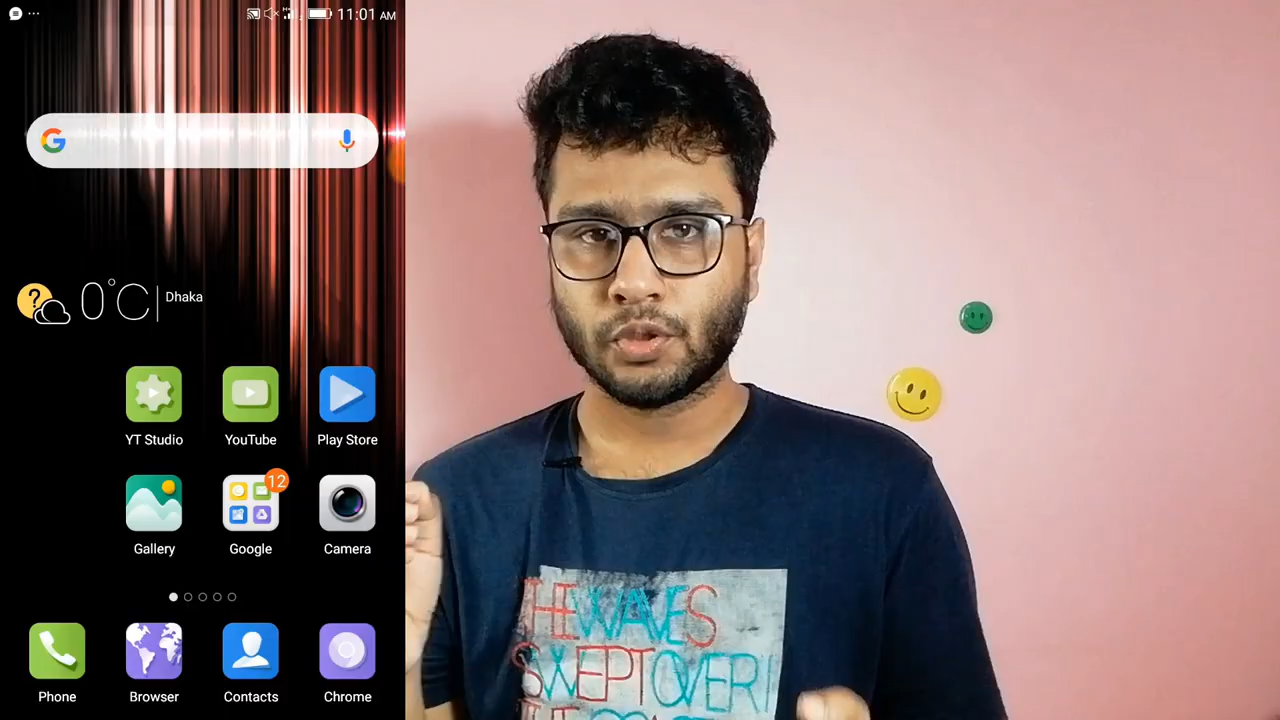 11:01 AM
0°C Dhaka
YT Studio YouTube Play Store
12
Gallery Google Camera
Phone Browser Contacts Chrome
THE WAVES
SWEPT OVER